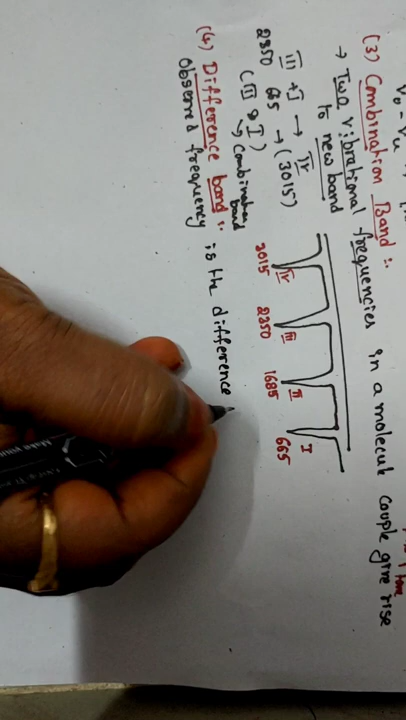 (3) Combination Band :-
→ Two vibrational frequencies in a molecule couple give rise
to new band
III + I → IV
2350 665 → (3015)
(III & I)
↳ Combination band
3015 2350 1685 665
IV III II I
(4) Difference band :-
Observed frequency is the difference